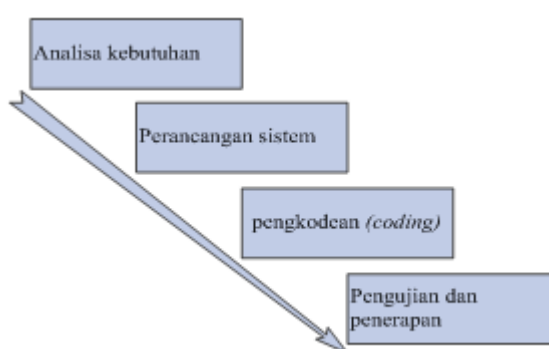 Analisa kebutuhan
Perancangan sistem
pengkodean (coding)
Pengujian dan
penerapan